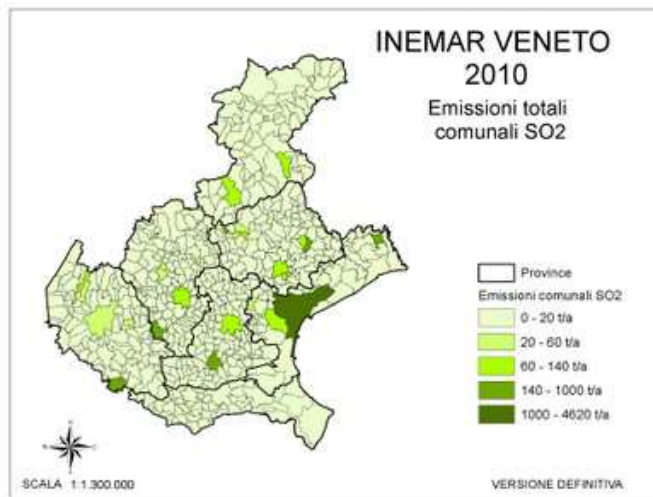 INEMAR VENETO
2010
Emissioni totali
comunali SO2
Province
Emissioni comunali SO2
0 - 20 t/a
20 - 60 t/a
60 - 140 t/a
140 - 1000 t/a
1000 - 4620 t/a
SCALA 1:1.300.000
VERSIONE DEFINITIVA